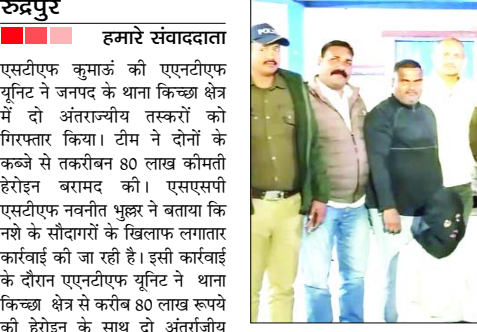 रुद्रपुर
हमारे संवाददाता
एसटीएफ कुमाऊं की एएनटीएफ
यूनिट ने जनपद के थाना किच्छा क्षेत्र
में दो अंतराज्यीय तस्करों को
गिरफ्तार किया। टीम ने दोनों के
कब्जे से तकरीबन 80 लाख कीमती
हेरोइन बरामद की। एसएसपी
एसटीएफ नवनीत भुल्लर ने बताया कि
नशे के सौदागरों के खिलाफ लगातार
कार्रवाई की जा रही है। इसी कार्रवाई
के दौरान एएनटीएफ यूनिट ने थाना
किच्छा क्षेत्र से करीब 80 लाख रूपये
की हेरोइन के साथ दो अंतर्राजीय